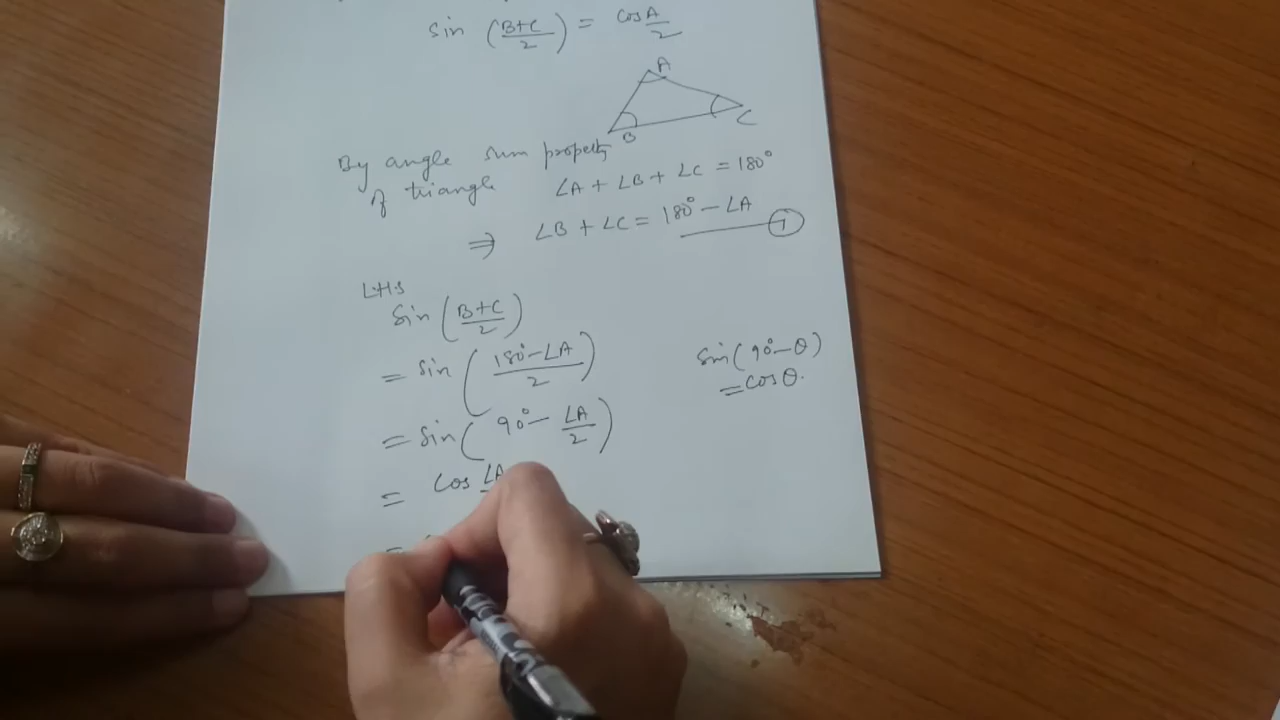 sin (B+C/2) = cos A/2
A
B
C
By angle sum property
of triangle ∠A + ∠B + ∠C = 180°
⇒ ∠B + ∠C = 180° − ∠A — ①
LHS
Sin (B+C/2)
= sin (180°−∠A/2)
= sin (90° − ∠A/2)
= cos ∠A
sin(90°−θ)
= cosθ.